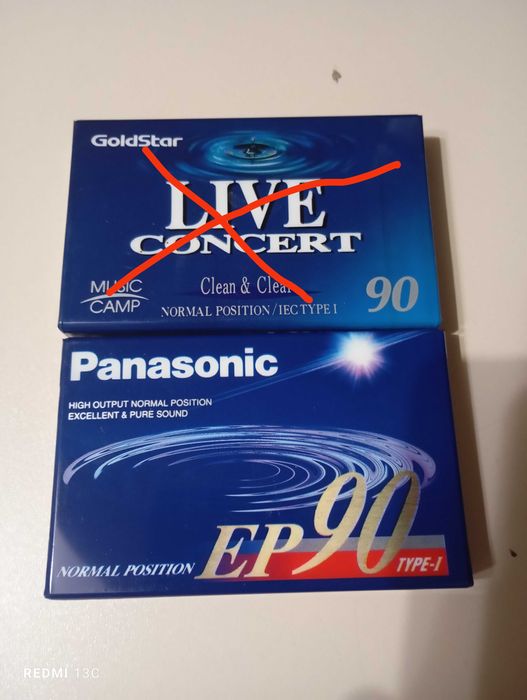 GoldStar
LIVE
CONCERT
Clean & Clear
MUSIC
CAMP
NORMAL POSITION/IEC TYPE I
90
Panasonic
HIGH OUTPUT NORMAL POSITION
EXCELLENT & PURE SOUND
NORMAL POSITION
EP90
TYPE-I
REDMI 13C